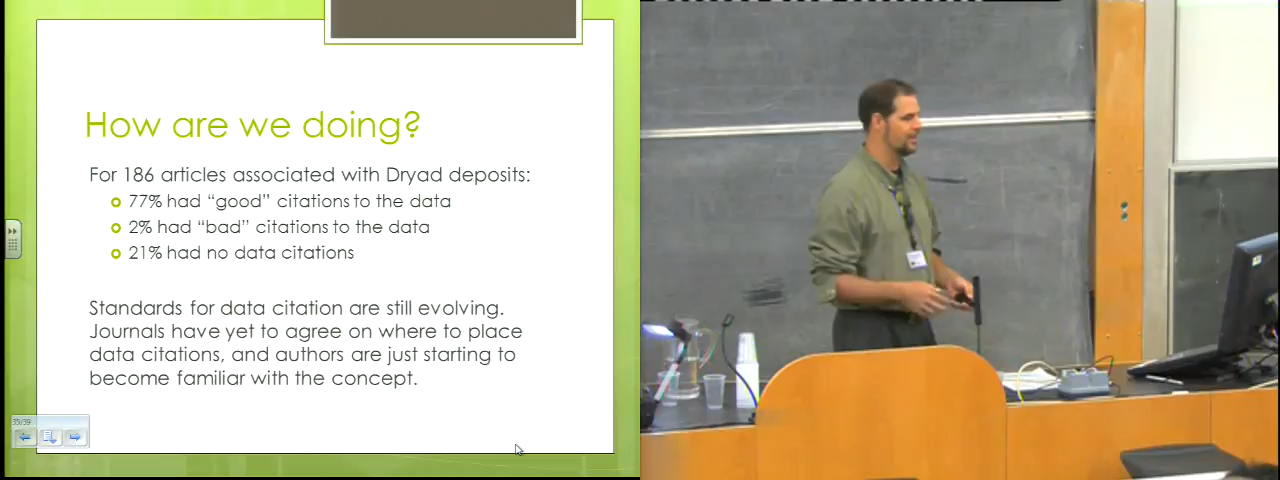 How are we doing?
For 186 articles associated with Dryad deposits:
77% had “good” citations to the data
2% had “bad” citations to the data
21% had no data citations
Standards for data citation are still evolving.
Journals have yet to agree on where to place
data citations, and authors are just starting to
become familiar with the concept.
35/39